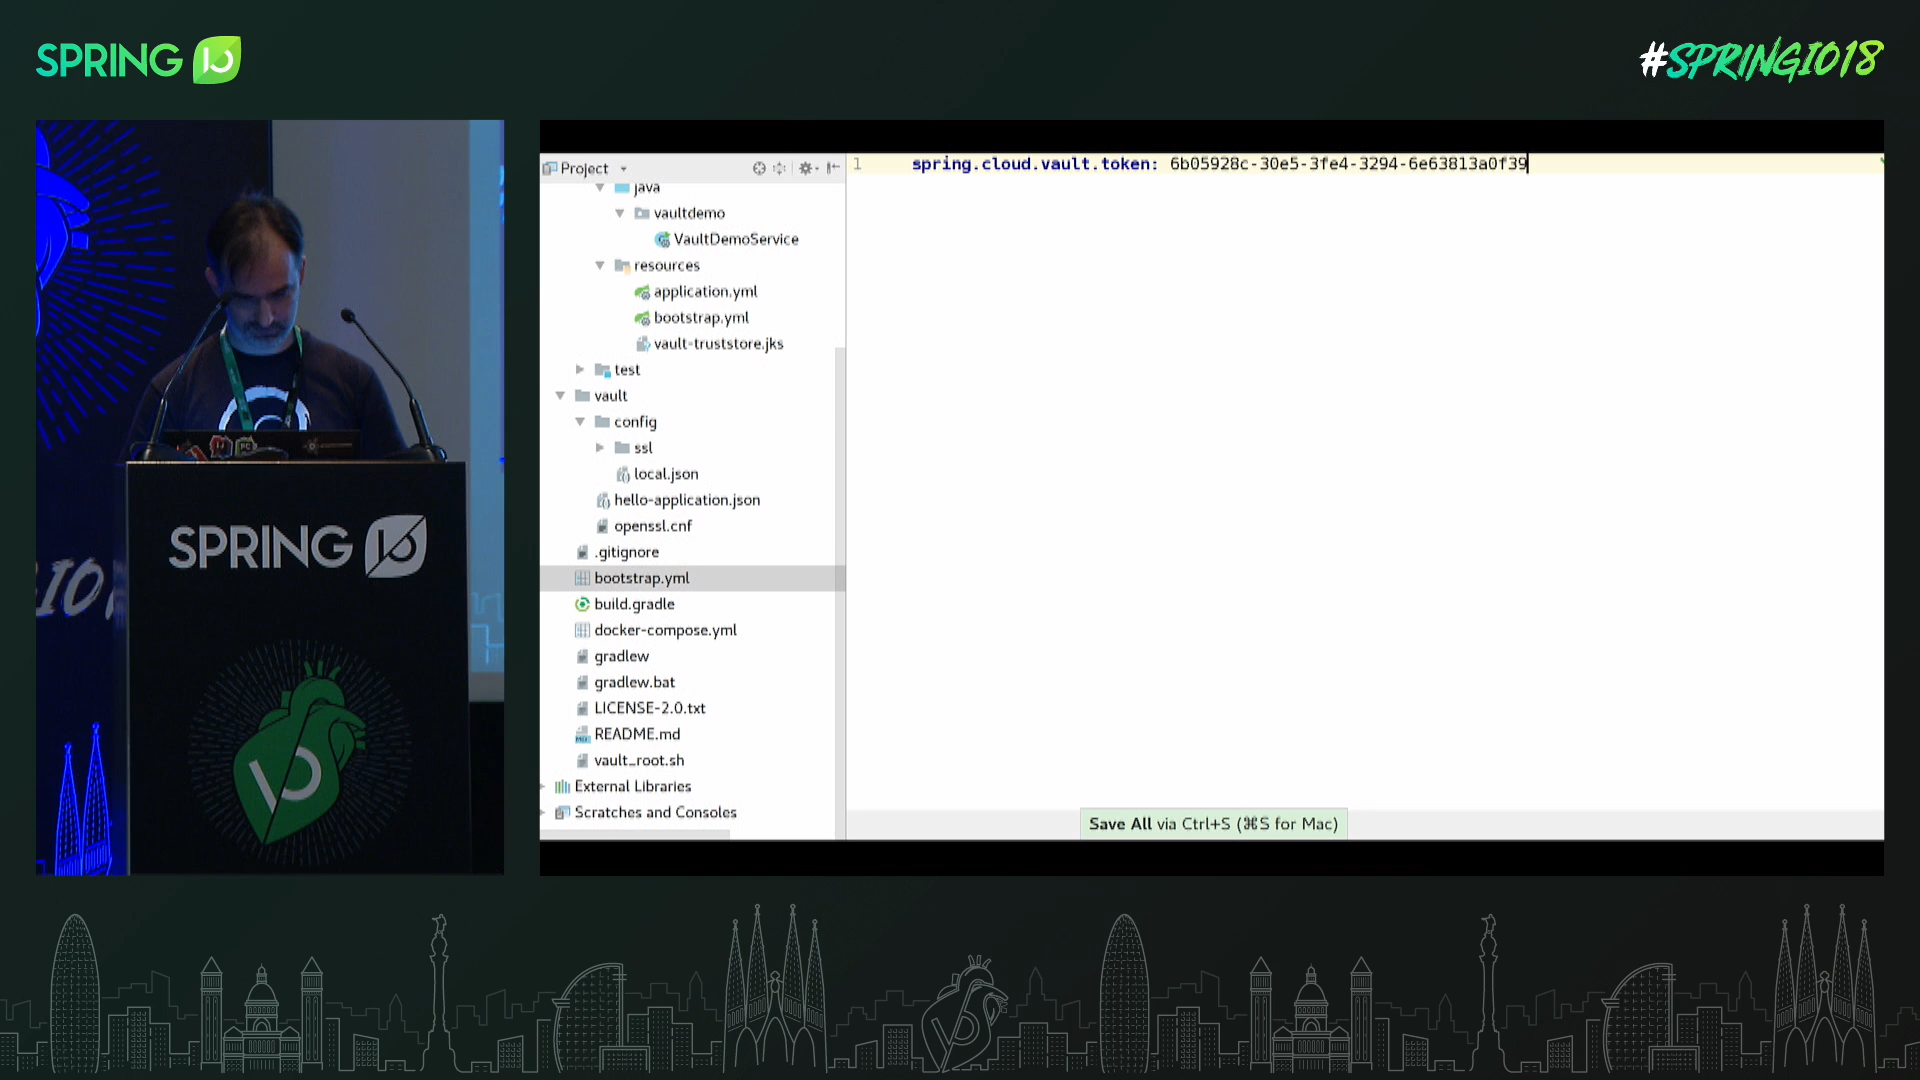 SPRING IO
#SPRINGIO18
Project
1 spring.cloud.vault.token: 6b05928c-30e5-3fe4-3294-6e63813a0f39
java
vaultdemo
VaultDemoService
resources
application.yml
bootstrap.yml
vault-truststore.jks
test
vault
config
ssl
local.json
hello-application.json
openssl.cnf
.gitignore
bootstrap.yml
build.gradle
docker-compose.yml
gradlew
gradlew.bat
LICENSE-2.0.txt
README.md
vault_root.sh
External Libraries
Scratches and Consoles
Save All via Ctrl+S (⌘S for Mac)
SPRING IO
IO
IO